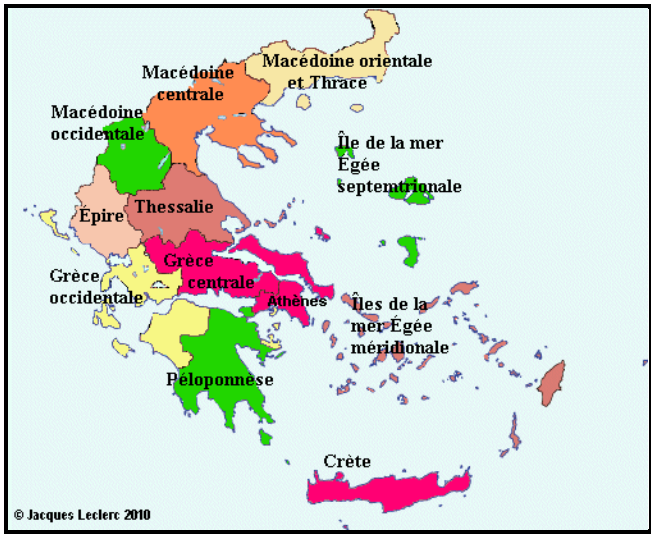 Macédoine orientale
et Thrace
Macédoine
centrale
Macédoine
occidentale
Île de la mer
Égée
septemtrionale
Épire
Thessalie
Grèce
centrale
Grèce
occidentale
Athènes
Îles de la
mer Égée
méridionale
Péloponnèse
Crète
© Jacques Leclerc 2010